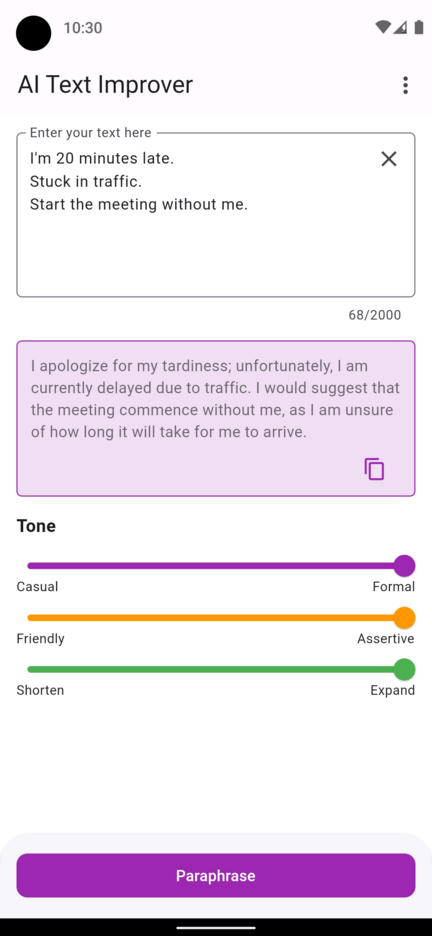 10:30
AI Text Improver
Enter your text here
I'm 20 minutes late.
Stuck in traffic.
Start the meeting without me.
68/2000
I apologize for my tardiness; unfortunately, I am
currently delayed due to traffic. I would suggest that
the meeting commence without me, as I am unsure
of how long it will take for me to arrive.
Tone
Casual Formal
Friendly Assertive
Shorten Expand
Paraphrase